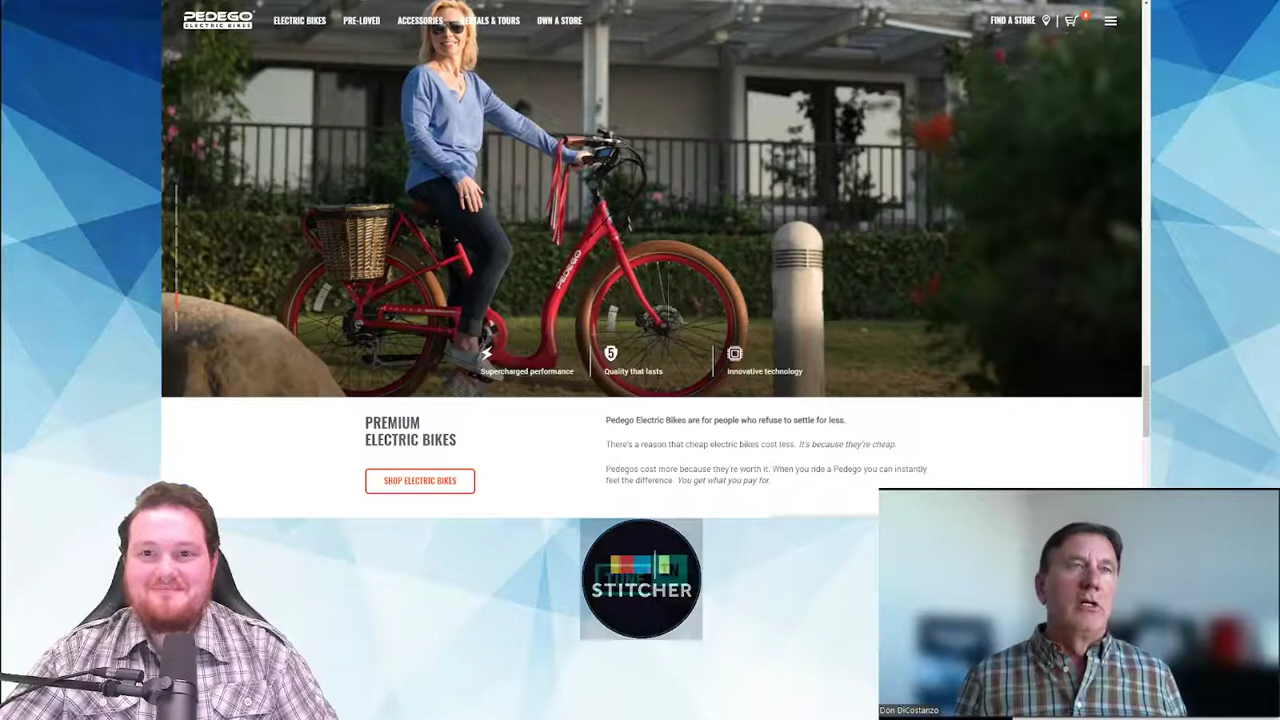 PEDEGO
ELECTRIC BIKES
ELECTRIC BIKES
PRE-LOVED
ACCESSORIES
RENTALS & TOURS
OWN A STORE
FIND A STORE
PEDEGO
Supercharged performance
5
Quality that lasts
Innovative technology
PREMIUM
ELECTRIC BIKES
SHOP ELECTRIC BIKES
Pedego Electric Bikes are for people who refuse to settle for less.
There's a reason that cheap electric bikes cost less. It's because they're cheap.
Pedegos cost more because they're worth it. When you ride a Pedego you can instantly
feel the difference. You get what you pay for.
TUNE IN
STITCHER
Don DiCostanzo